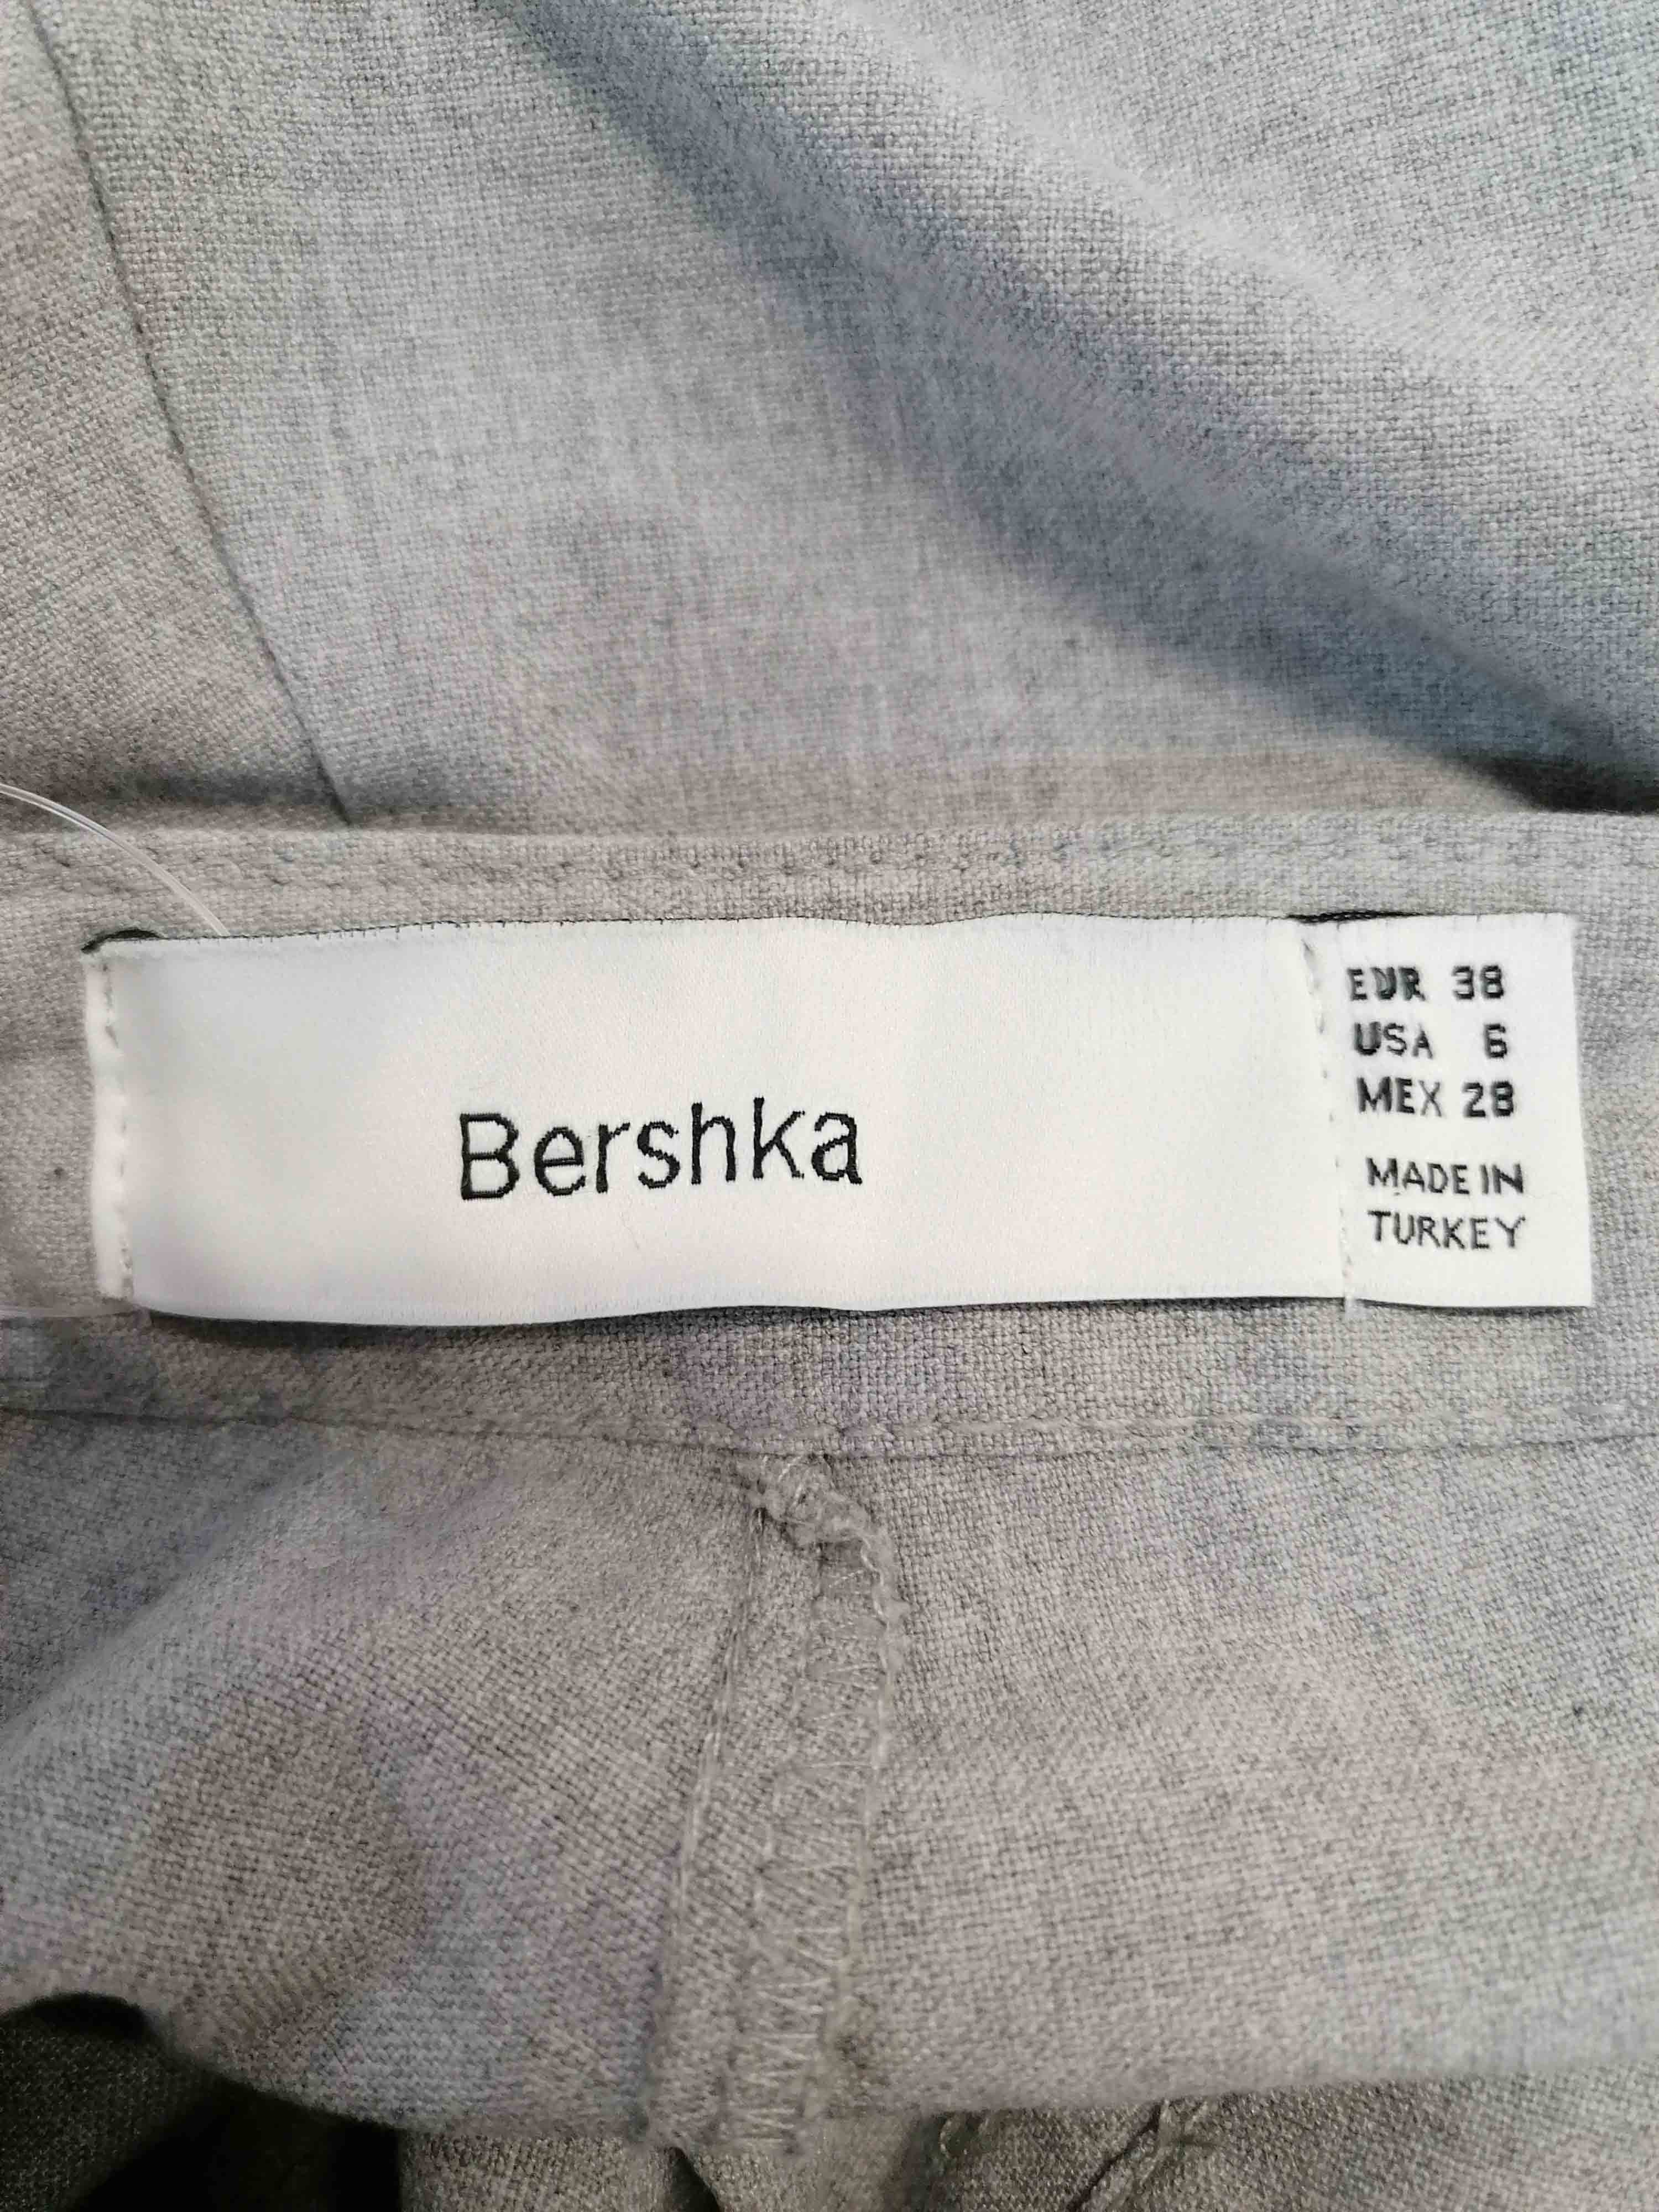 Bershka
EUR 38
USA 6
MEX 28
MADE IN
TURKEY